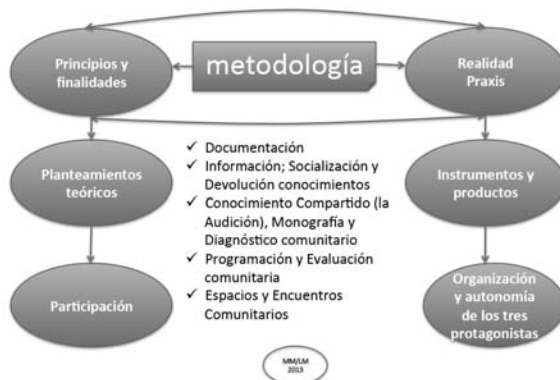 Principios y
finalidades
metodología
Realidad
Praxis
Planteamientos
teóricos
✓ Documentación
✓ Información; Socialización y
Devolución conocimientos
✓ Conocimiento Compartido (la
Audición), Monografía y
Diagnóstico comunitario
✓ Programación y Evaluación
comunitaria
✓ Espacios y Encuentros
Comunitarios
Instrumentos y
productos
Participación
Organización
y autonomía
de los tres
protagonistas
MM/LM
2013